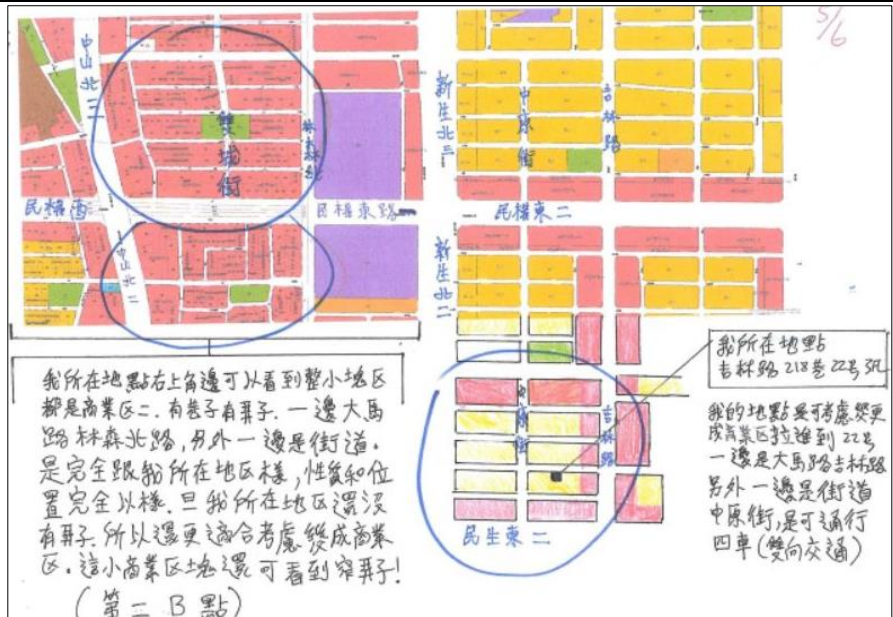 5/6
中山北三
雙城街
林森北
民權西
民權東路
中山北二
新生北三
中原街
吉林路
民權東二
新生北二
中原街
吉林路
民生東二
我所在地點
吉林路218巷22号3F
我所在地點右上角邊可以看到整小塊区
都是商業区二. 有巷子有弄子. 一邊大馬
路林森北路, 另外一邊是街道.
是完全跟我所在地区樣, 性質和位
置完全以樣. 旦我所在地区還沒
有弄子. 所以還更適合考慮變成商業
区. 這小商業区塊還可看到窄弄子!
(第二 B 點)
我的地點是可考慮變更
成商業区拉進到22号
一邊是大馬路吉林路
另外一邊是街道
中原街, 是可通行
四車(雙向交通)